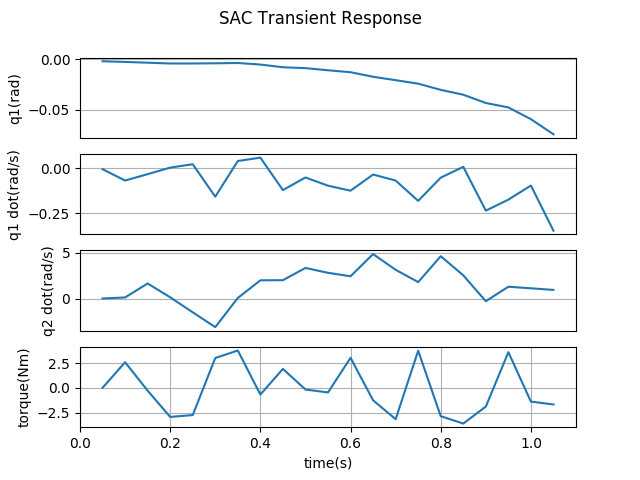 SAC Transient Response
0.00
−0.05
q1(rad)
0.00
−0.25
q1 dot(rad/s)
5
0
q2 dot(rad/s)
2.5
0.0
−2.5
torque(Nm)
0.0 0.2 0.4 0.6 0.8 1.0
time(s)